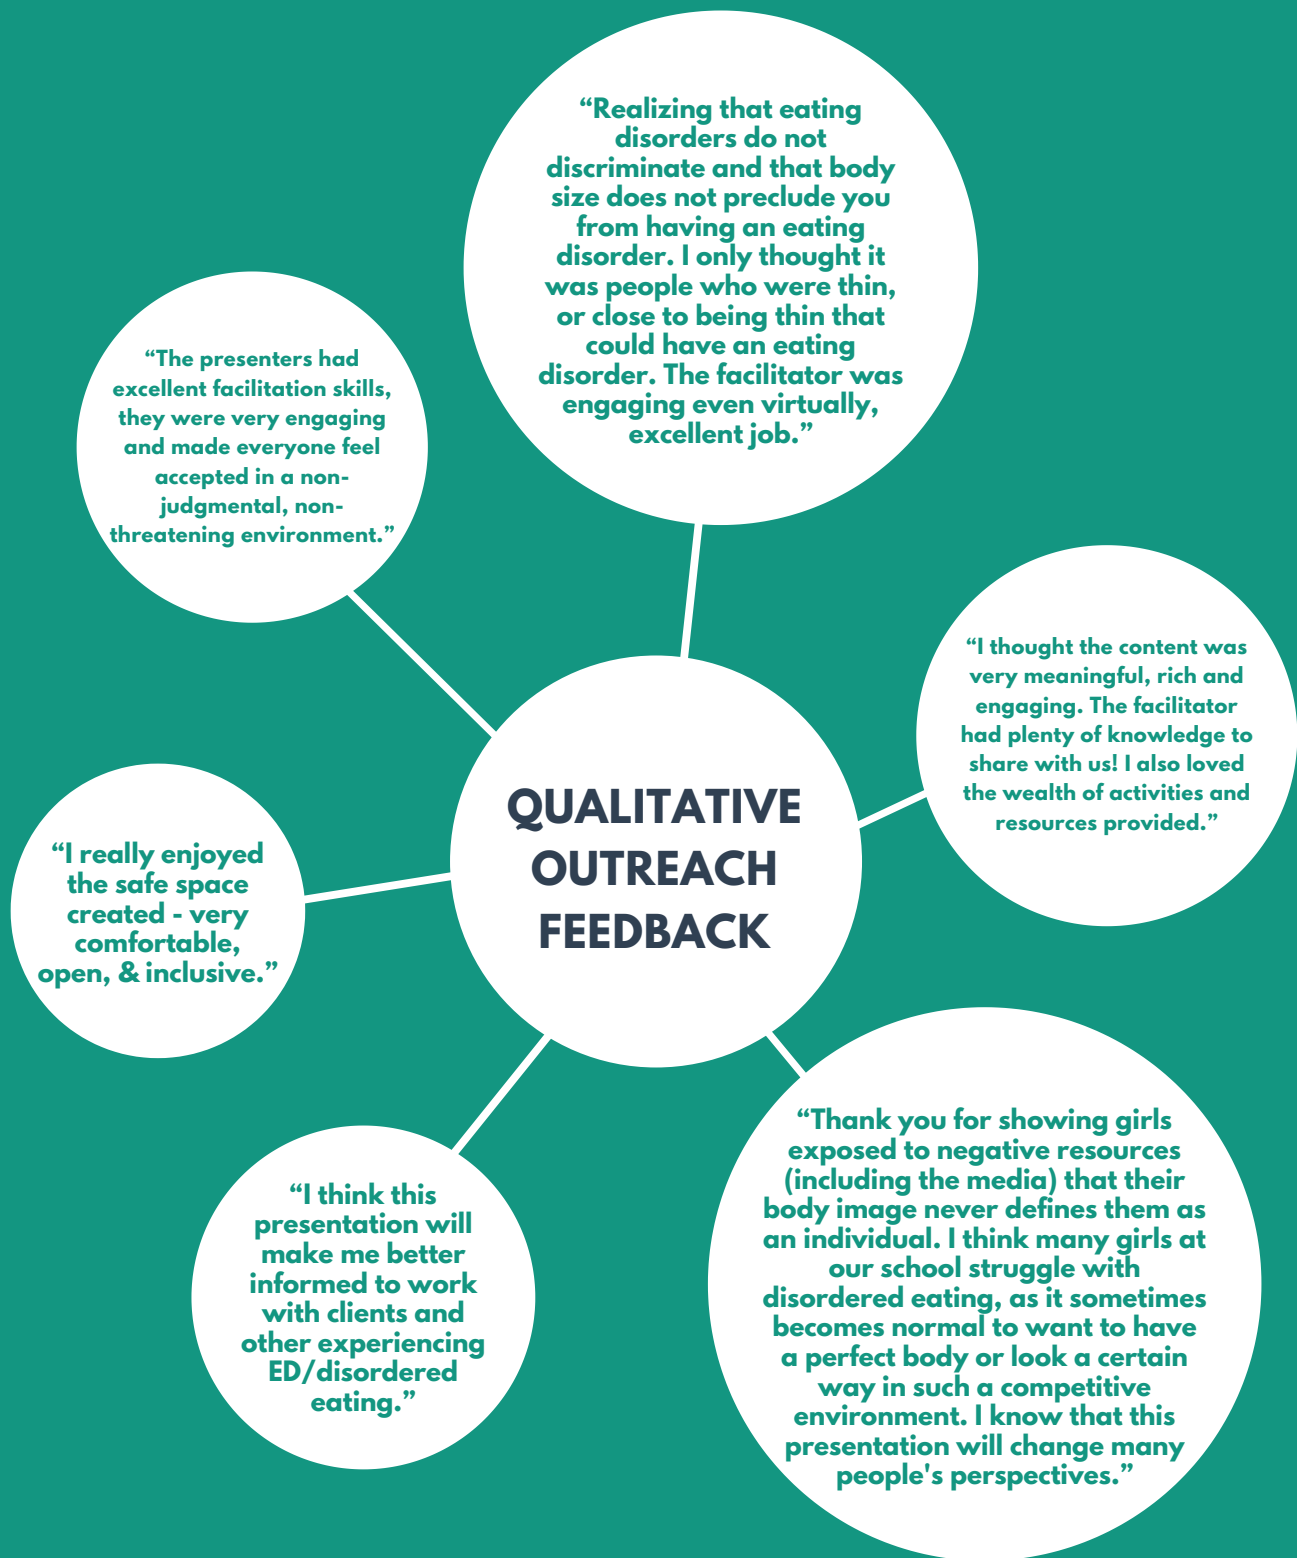 “Realizing that eating
disorders do not
discriminate and that body
size does not preclude you
from having an eating
disorder. I only thought it
was people who were thin,
or close to being thin that
could have an eating
disorder. The facilitator was
engaging even virtually,
excellent job.”
“The presenters had
excellent facilitation skills,
they were very engaging
and made everyone feel
accepted in a non-
judgmental, non-
threatening environment.”
“I thought the content was
very meaningful, rich and
engaging. The facilitator
had plenty of knowledge to
share with us! I also loved
the wealth of activities and
resources provided.”
QUALITATIVE
OUTREACH
FEEDBACK
“I really enjoyed
the safe space
created - very
comfortable,
open, & inclusive.”
“I think this
presentation will
make me better
informed to work
with clients and
other experiencing
ED/disordered
eating.”
“Thank you for showing girls
exposed to negative resources
(including the media) that their
body image never defines them as
an individual. I think many girls at
our school struggle with
disordered eating, as it sometimes
becomes normal to want to have
a perfect body or look a certain
way in such a competitive
environment. I know that this
presentation will change many
people's perspectives.”